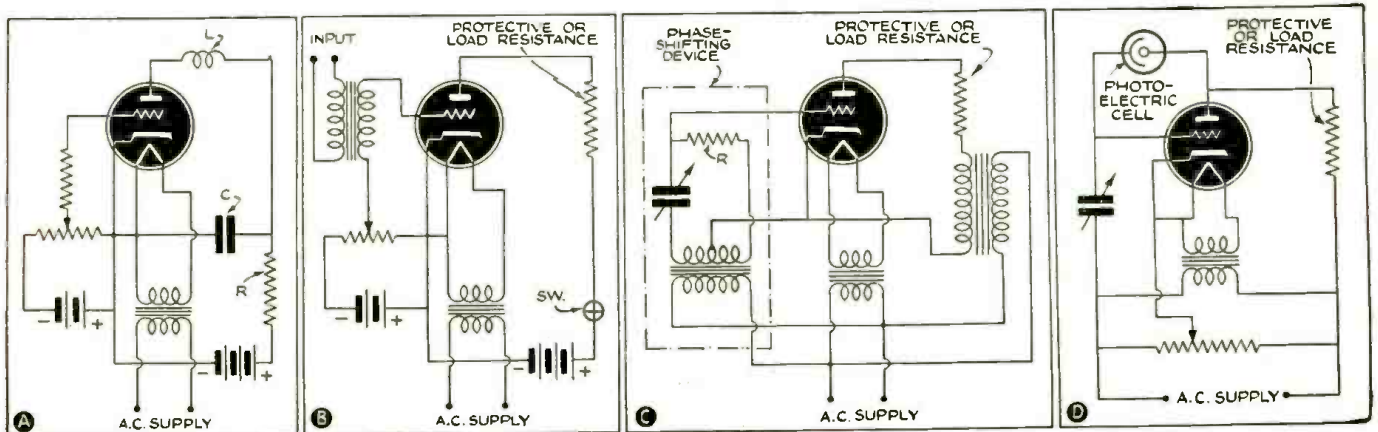 L
C
R
- +
- +
A
A.C. SUPPLY
INPUT
PROTECTIVE OR
LOAD RESISTANCE
SW.
- +
- +
B
A.C. SUPPLY
PHASE-
SHIFTING
DEVICE
PROTECTIVE OR
LOAD RESISTANCE
R
C
A.C. SUPPLY
PROTECTIVE
OR LOAD
RESISTANCE
PHOTO-
ELECTRIC
CELL
D
A.C. SUPPLY